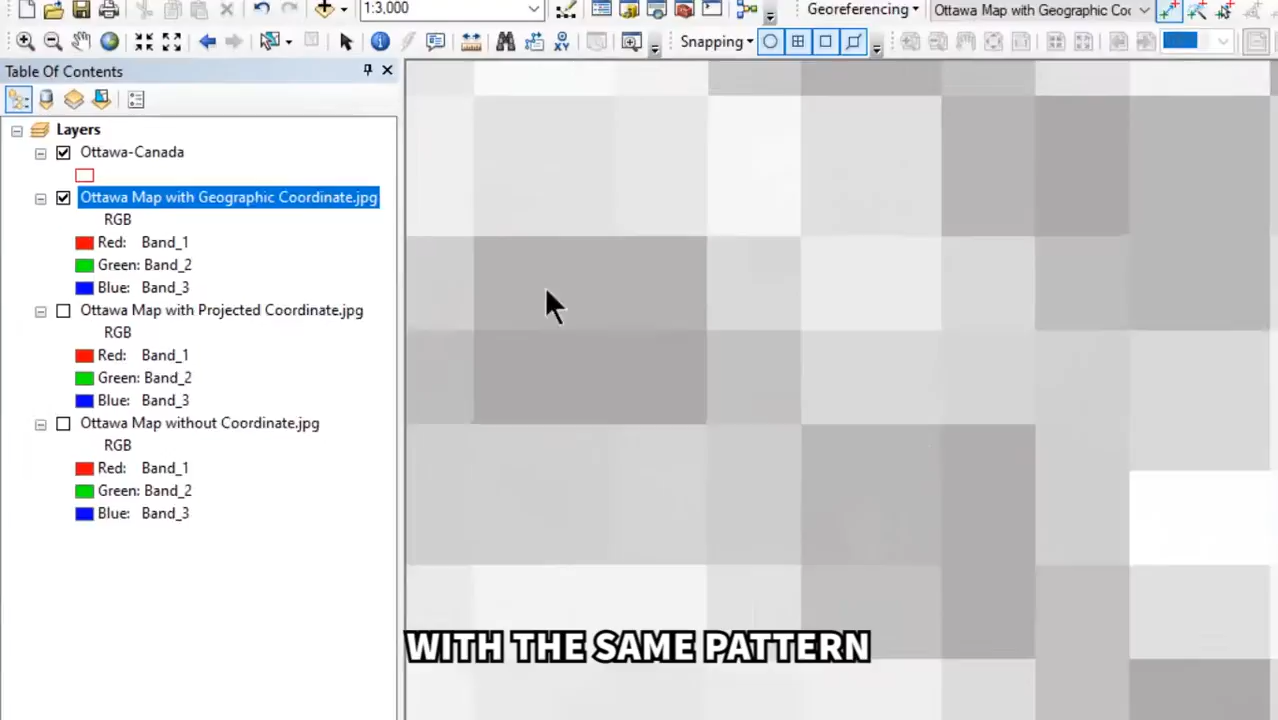 1:3,000
Georeferencing
Ottawa Map with Geographic Coc
Snapping
Table Of Contents
Layers
Ottawa-Canada
Ottawa Map with Geographic Coordinate.jpg
RGB
Red: Band_1
Green: Band_2
Blue: Band_3
Ottawa Map with Projected Coordinate.jpg
RGB
Red: Band_1
Green: Band_2
Blue: Band_3
Ottawa Map without Coordinate.jpg
RGB
Red: Band_1
Green: Band_2
Blue: Band_3
WITH THE SAME PATTERN